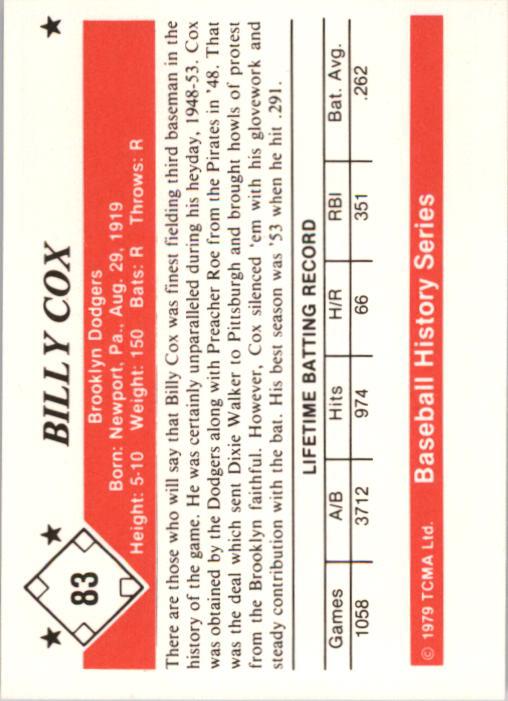 83
BILLY COX
Brooklyn Dodgers
Born: Newport, Pa., Aug. 29, 1919
Height: 5-10 Weight: 150 Bats: R Throws: R
There are those who will say that Billy Cox was finest fielding third baseman in the
history of the game. He was certainly unparalleled during his heyday, 1948-53. Cox
was obtained by the Dodgers along with Preacher Roe from the Pirates in '48. That
was the deal which sent Dixie Walker to Pittsburgh and brought howls of protest
from the Brooklyn faithful. However, Cox silenced 'em with his glovework and
steady contribution with the bat. His best season was '53 when he hit .291.
LIFETIME BATTING RECORD
Games A/B Hits H/R RBI Bat. Avg.
1058 3712 974 66 351 .262
© 1979 TCMA Ltd. Baseball History Series